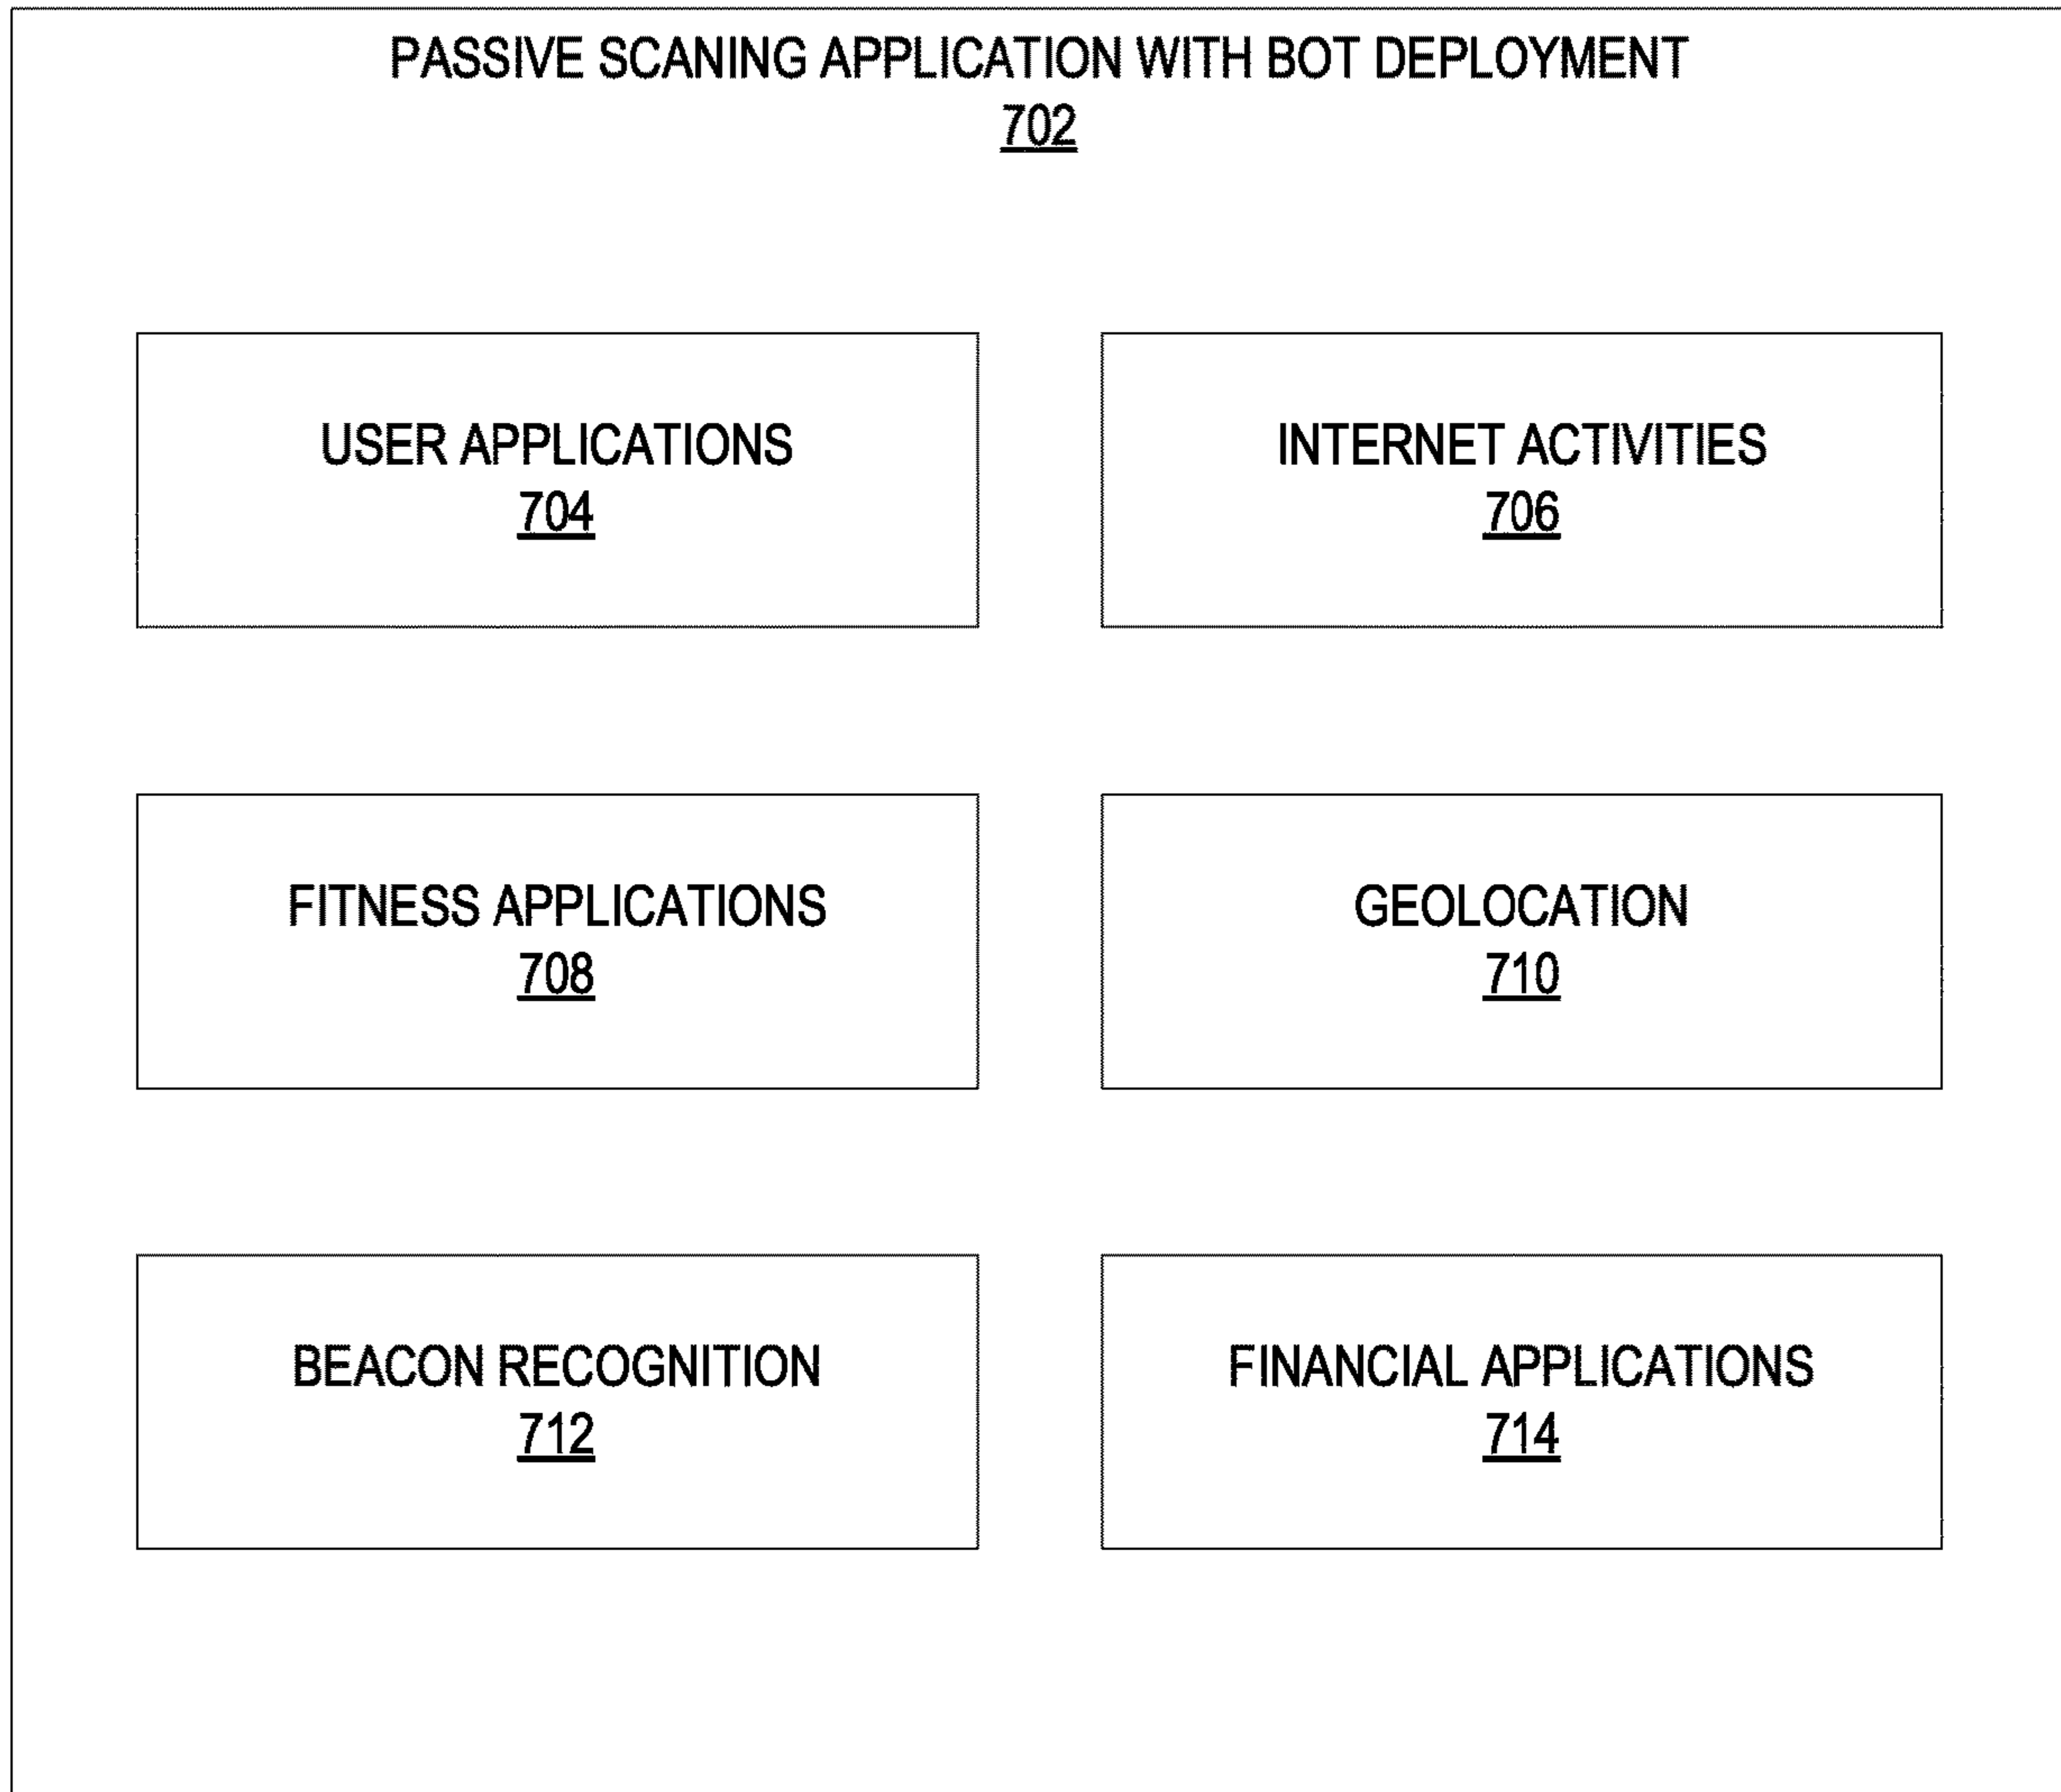 PASSIVE SCANING APPLICATION WITH BOT DEPLOYMENT
702
USER APPLICATIONS
704
INTERNET ACTIVITIES
706
FITNESS APPLICATIONS
708
GEOLOCATION
710
BEACON RECOGNITION
712
FINANCIAL APPLICATIONS
714